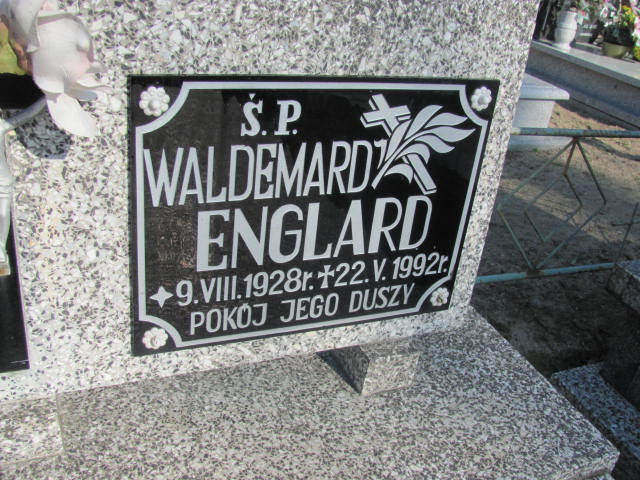 Ś.P.
WALDEMARD
ENGLARD
9.VIII.1928r. 22.V.1992r.
POKÓJ JEGO DUSZY